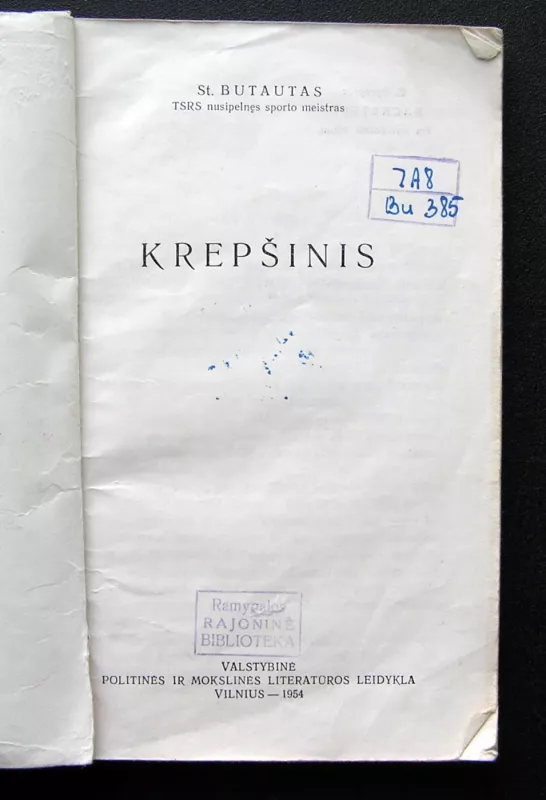 St. BUTAUTAS
TSRS nusipelnęs sporto meistras
7A8
Bu 385
KREPŠINIS
Ramygalos
RAJONINĖ
BIBLIOTEKA
VALSTYBINĖ
POLITINĖS IR MOKSLINĖS LITERATŪROS LEIDYKLA
VILNIUS — 1954